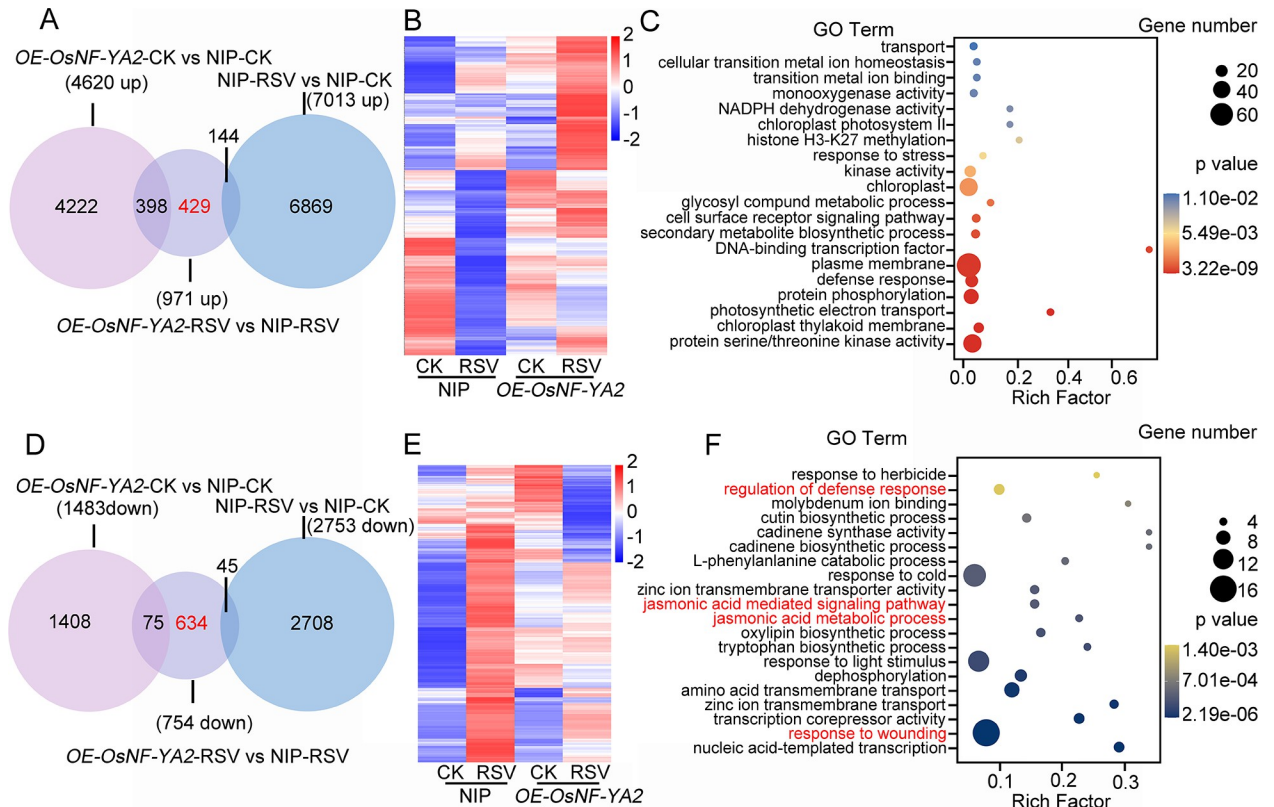 A
OE-OsNF-YA2-CK vs NIP-CK
(4620 up)
NIP-RSV vs NIP-CK
(7013 up)
144
4222
398
429
6869
(971 up)
OE-OsNF-YA2-RSV vs NIP-RSV
B
2
1
0
-1
-2
CK RSV CK RSV
NIP OE-OsNF-YA2
C
GO Term
transport
cellular transition metal ion homeostasis
transition metal ion binding
monooxygenase activity
NADPH dehydrogenase activity
chloroplast photosystem II
histone H3-K27 methylation
response to stress
kinase activity
chloroplast
glycosyl compund metabolic process
cell surface receptor signaling pathway
secondary metabolite biosynthetic process
DNA-binding transcription factor
plasme membrane
defense response
protein phosphorylation
photosynthetic electron transport
chloroplast thylakoid membrane
protein serine/threonine kinase activity
0.0 0.2 0.4 0.6
Rich Factor
Gene number
20
40
60
p value
1.10e-02
5.49e-03
3.22e-09
D
OE-OsNF-YA2-CK vs NIP-CK
(1483down)
NIP-RSV vs NIP-CK
(2753 down)
45
1408
75
634
2708
(754 down)
OE-OsNF-YA2-RSV vs NIP-RSV
E
2
1
0
-1
-2
CK RSV CK RSV
NIP OE-OsNF-YA2
F
GO Term
response to herbicide
regulation of defense response
molybdenum ion binding
cutin biosynthetic process
cadinene synthase activity
cadinene biosynthetic process
L-phenylanlanine catabolic process
response to cold
zinc ion transmembrane transporter activity
jasmonic acid mediated signaling pathway
jasmonic acid metabolic process
oxylipin biosynthetic process
tryptophan biosynthetic process
response to light stimulus
dephosphorylation
amino acid transmembrane transport
zinc ion transmembrane transport
transcription corepressor activity
response to wounding
nucleic acid-templated transcription
0.1 0.2 0.3
Rich Factor
Gene number
4
8
12
16
p value
1.40e-03
7.01e-04
2.19e-06